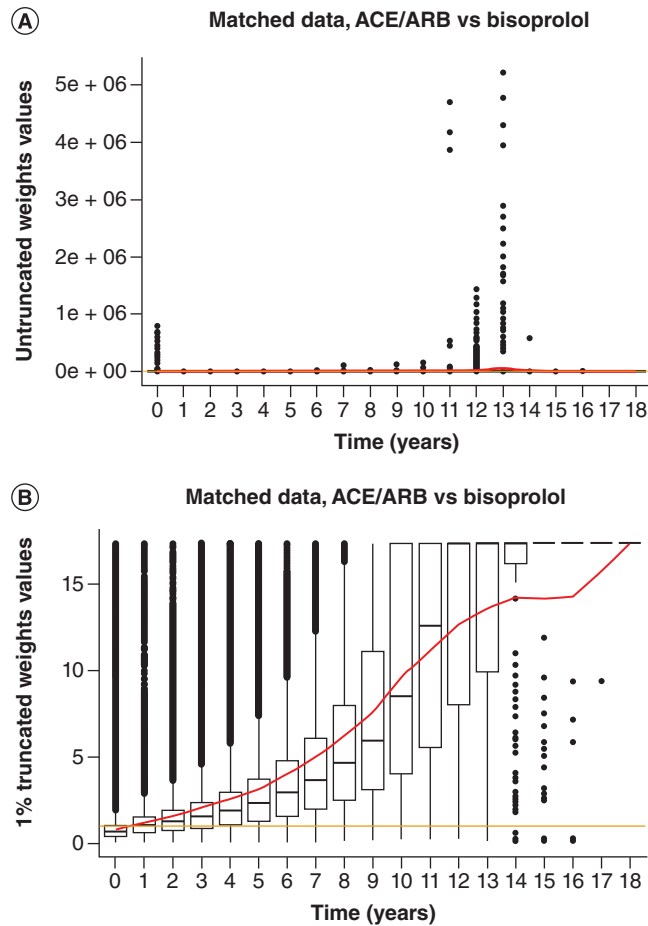 A
Matched data, ACE/ARB vs bisoprolol
Untruncated weights values
5e + 06
4e + 06
3e + 06
2e + 06
1e + 06
0e + 00
0 1 2 3 4 5 6 7 8 9 10 11 12 13 14 15 16 17 18
Time (years)
B
Matched data, ACE/ARB vs bisoprolol
1% truncated weights values
15
10
5
0
0 1 2 3 4 5 6 7 8 9 10 11 12 13 14 15 16 17 18
Time (years)